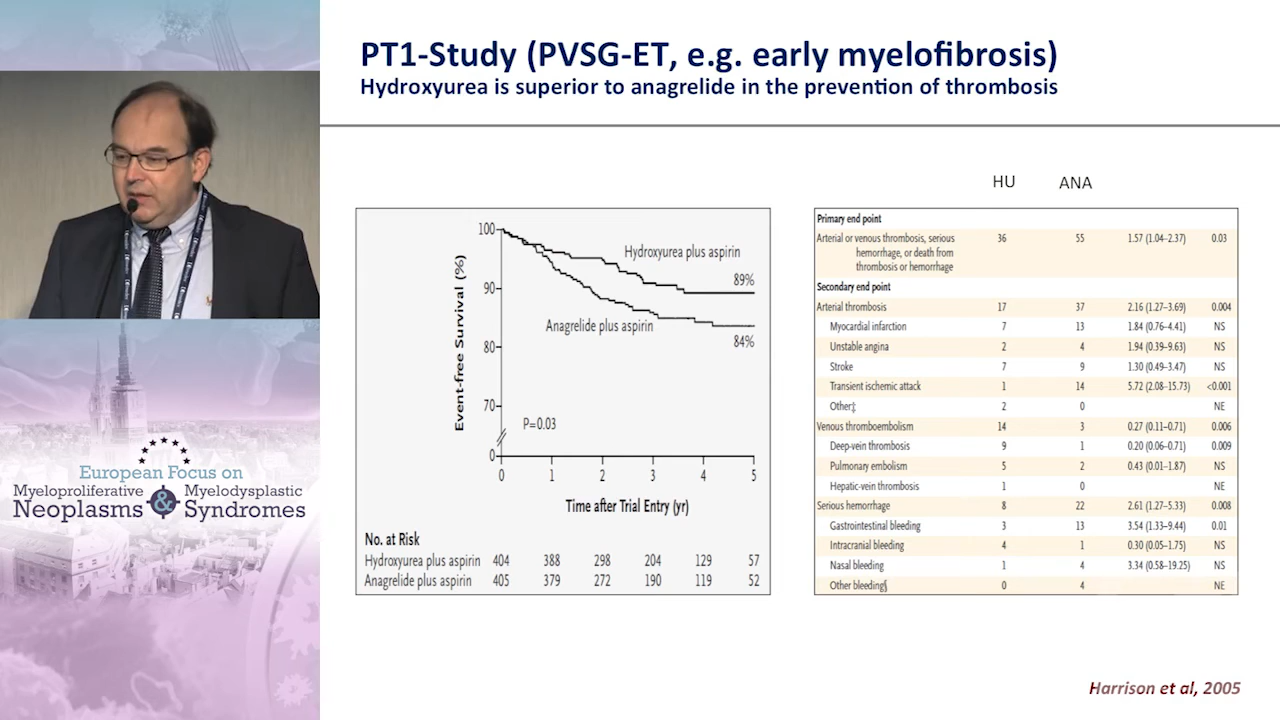 PT1-Study (PVSG-ET, e.g. early myelofibrosis)
Hydroxyurea is superior to anagrelide in the prevention of thrombosis
HU ANA
Event-free Survival (%)
100
90
80
70
0
Hydroxyurea plus aspirin
89%
Anagrelide plus aspirin
84%
P=0.03
0 1 2 3 4 5
Time after Trial Entry (yr)
No. at Risk
Hydroxyurea plus aspirin 404 388 298 204 129 57
Anagrelide plus aspirin 405 379 272 190 119 52
Primary end point
Arterial or venous thrombosis, serious 36 55 1.57 (1.04–2.37) 0.03
hemorrhage, or death from
thrombosis or hemorrhage
Secondary end point
Arterial thrombosis 17 37 2.16 (1.27–3.69) 0.004
Myocardial infarction 7 13 1.84 (0.76–4.41) NS
Unstable angina 2 4 1.94 (0.39–9.63) NS
Stroke 7 9 1.30 (0.49–3.47) NS
Transient ischemic attack 1 14 5.72 (2.08–15.73) <0.001
Other‡ 2 0 NE
Venous thromboembolism 14 3 0.27 (0.11–0.71) 0.006
Deep-vein thrombosis 9 1 0.20 (0.06–0.71) 0.009
Pulmonary embolism 5 2 0.43 (0.01–1.87) NS
Hepatic-vein thrombosis 1 0 NE
Serious hemorrhage 8 22 2.61 (1.27–5.33) 0.008
Gastrointestinal bleeding 3 13 3.54 (1.33–9.44) 0.01
Intracranial bleeding 4 1 0.30 (0.05–1.75) NS
Nasal bleeding 1 4 3.34 (0.58–19.25) NS
Other bleeding§ 0 4 NE
Harrison et al, 2005
European Focus on
Myeloproliferative & Myelodysplastic
Neoplasms Syndromes